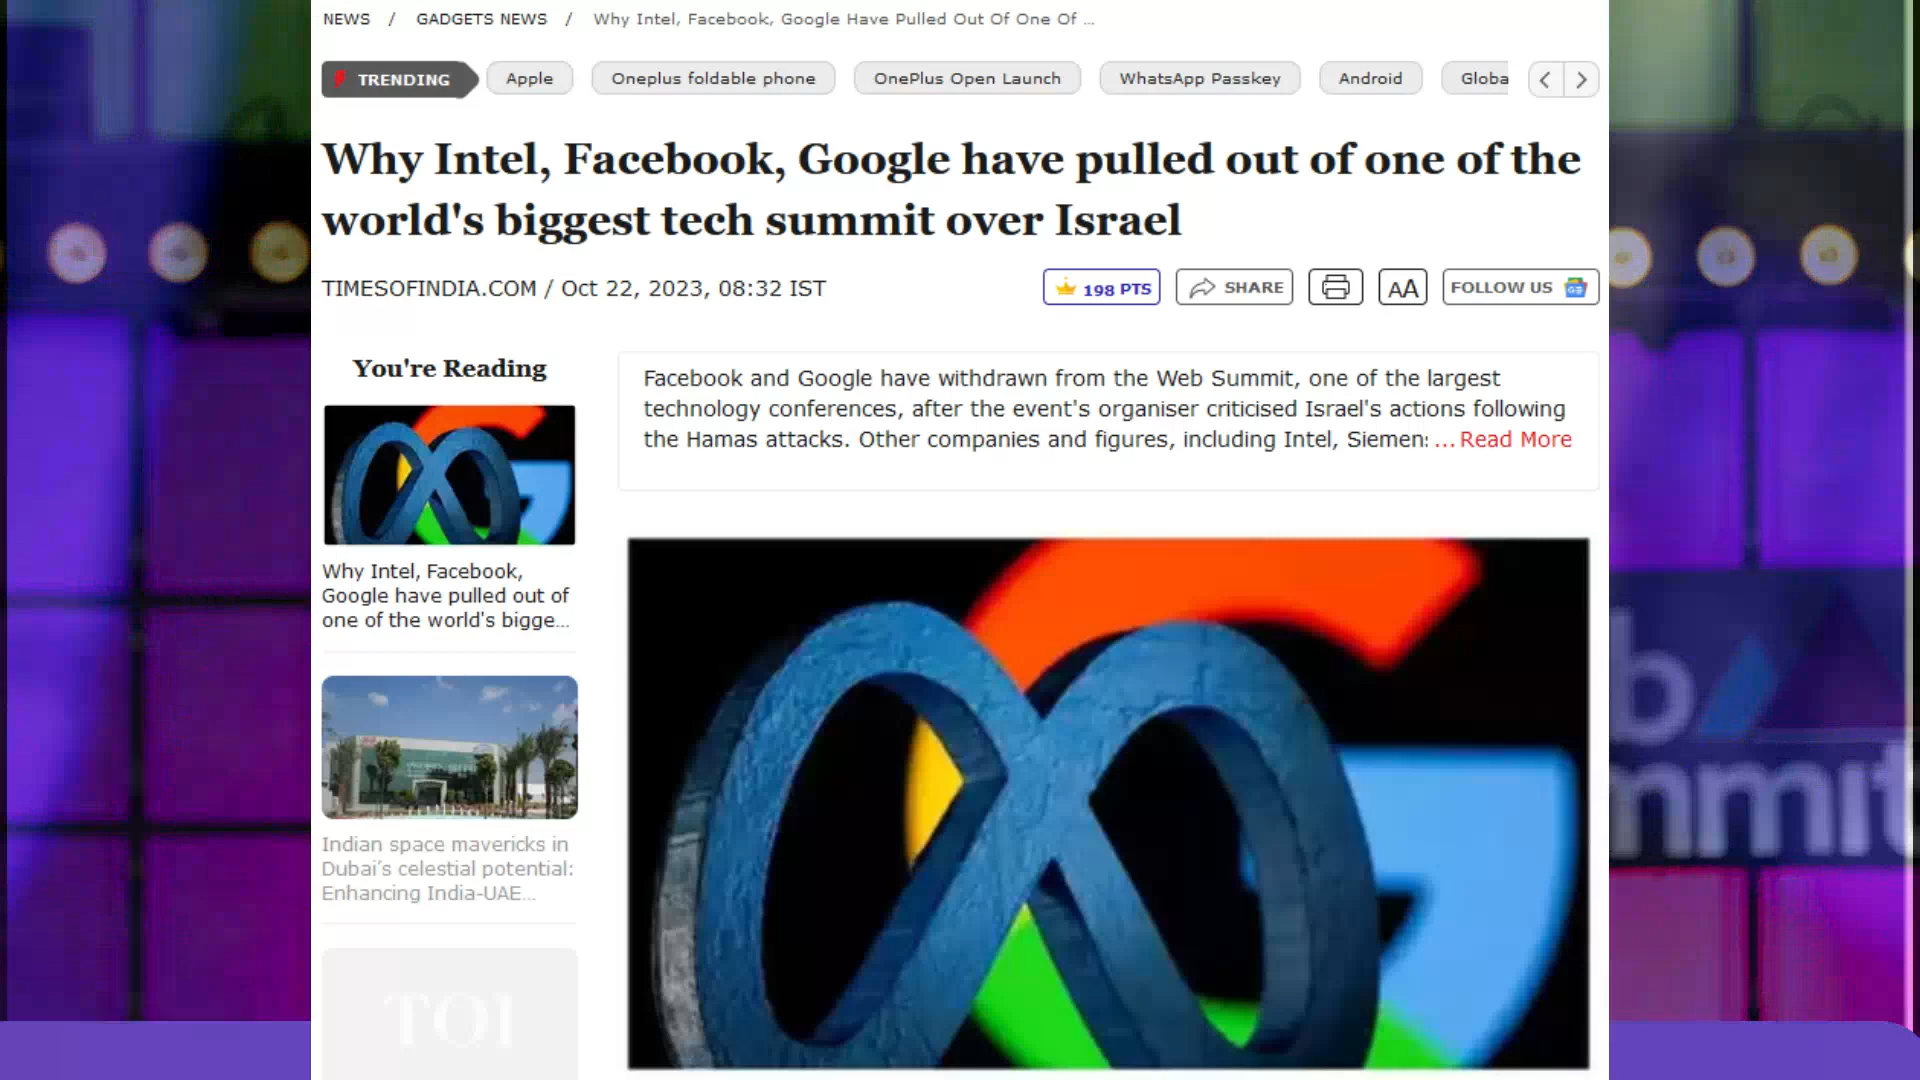 NEWS / GADGETS NEWS / Why Intel, Facebook, Google Have Pulled Out Of One Of ...
TRENDING Apple Oneplus foldable phone OnePlus Open Launch WhatsApp Passkey Android Globa
Why Intel, Facebook, Google have pulled out of one of the
world's biggest tech summit over Israel
TIMESOFINDIA.COM / Oct 22, 2023, 08:32 IST
198 PTS SHARE AA FOLLOW US
You're Reading
Facebook and Google have withdrawn from the Web Summit, one of the largest
technology conferences, after the event's organiser criticised Israel's actions following
the Hamas attacks. Other companies and figures, including Intel, Siemens ... Read More
Why Intel, Facebook,
Google have pulled out of
one of the world's bigge...
Indian space mavericks in
Dubai's celestial potential:
Enhancing India-UAE...
TOI
b
mmit